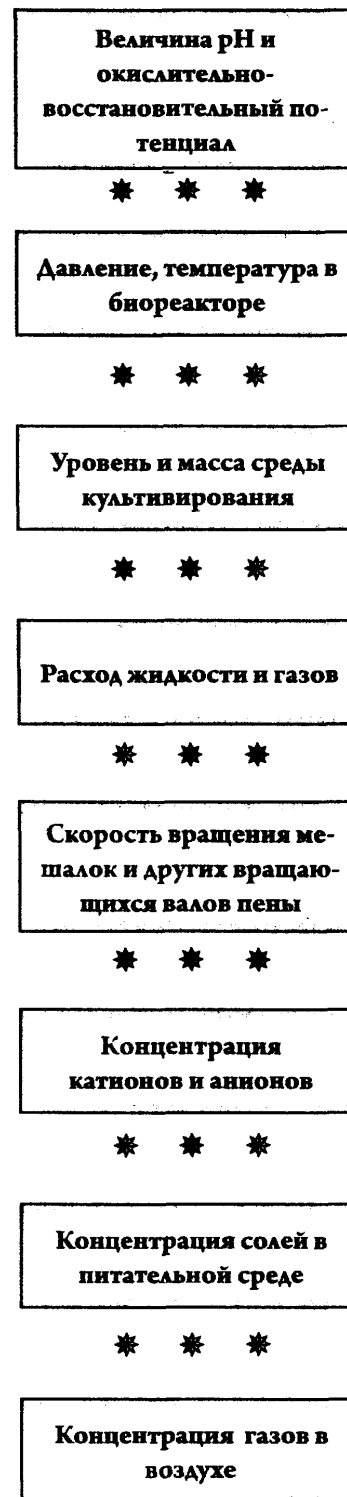 Величина pH и
окислительно-
восстановительный по-
тенциал
Давление, температура в
биореакторе
Уровень и масса среды
культивирования
Расход жидкости и газов
Скорость вращения ме-
шалок и других вращаю-
щихся валов пены
Концентрация
катионов и анионов
Концентрация солей в
питательной среде
Концентрация газов в
воздухе